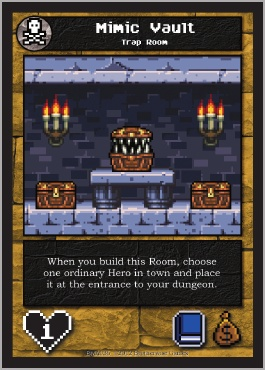 Mimic Vault
Trap Room
When you build this Room, choose
one ordinary Hero in town and place
it at the entrance to your dungeon.
1